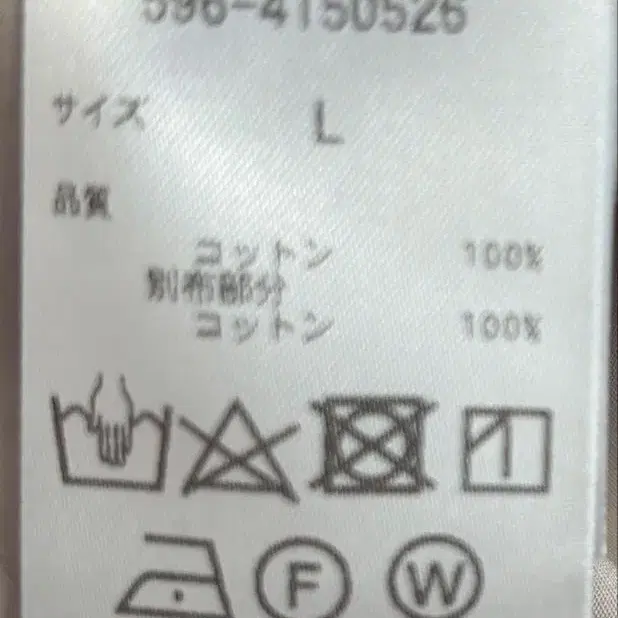 596-4150526
サイズ L
品質
コットン 100%
別布部分
コットン 100%
F W